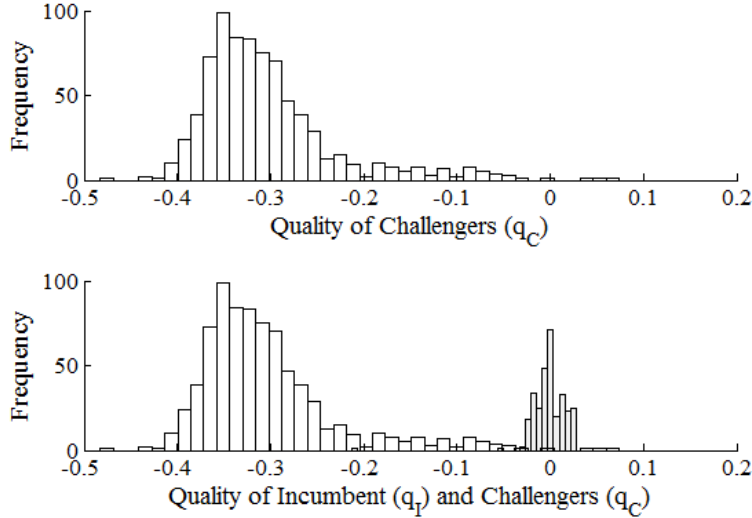 100
50
0
Frequency
-0.5 -0.4 -0.3 -0.2 -0.1 0 0.1 0.2
Quality of Challengers (q_C)
100
50
0
Frequency
-0.5 -0.4 -0.3 -0.2 -0.1 0 0.1 0.2
Quality of Incumbent (q_I) and Challengers (q_C)